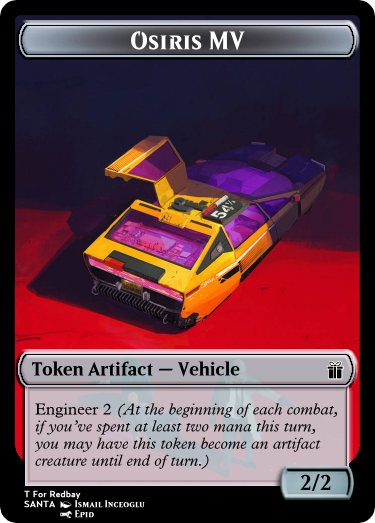 Osiris MV
54%
Token Artifact — Vehicle
Engineer 2 (At the beginning of each combat,
if you've spent at least two mana this turn,
you may have this token become an artifact
creature until end of turn.)
2/2
T For Redbay
SANTA Ismail Inceoglu
Epid